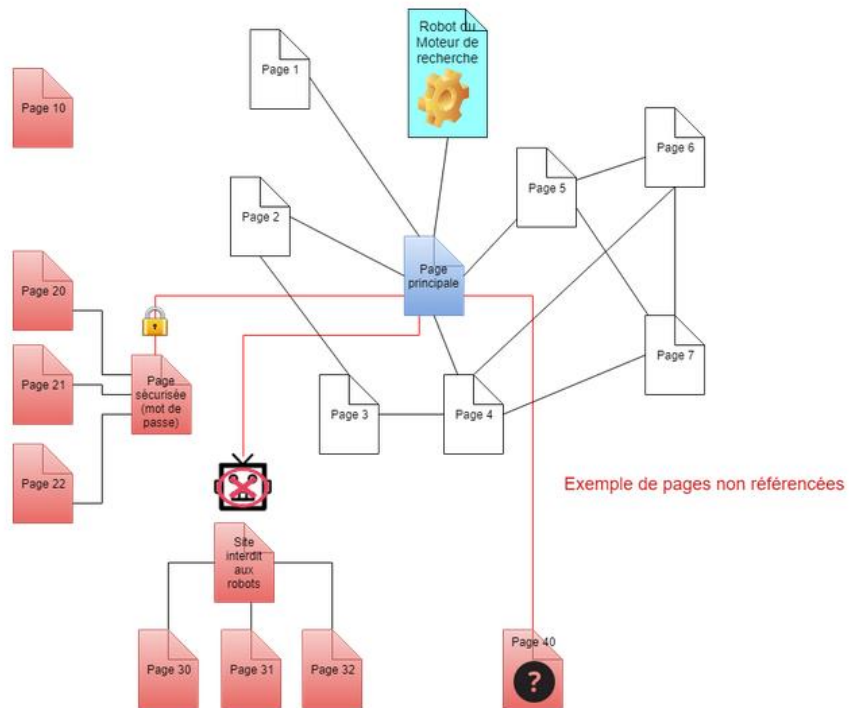 Robot du
Moteur de
recherche
Page 1
Page 10
Page 6
Page 5
Page 2
Page
principale
Page 20
Page 7
Page 21
Page
sécurisée
(mot de
passe)
Page 3
Page 4
Page 22
Exemple de pages non référencées
Site
interdit
aux
robots
Page 30
Page 31
Page 32
Page 40
?